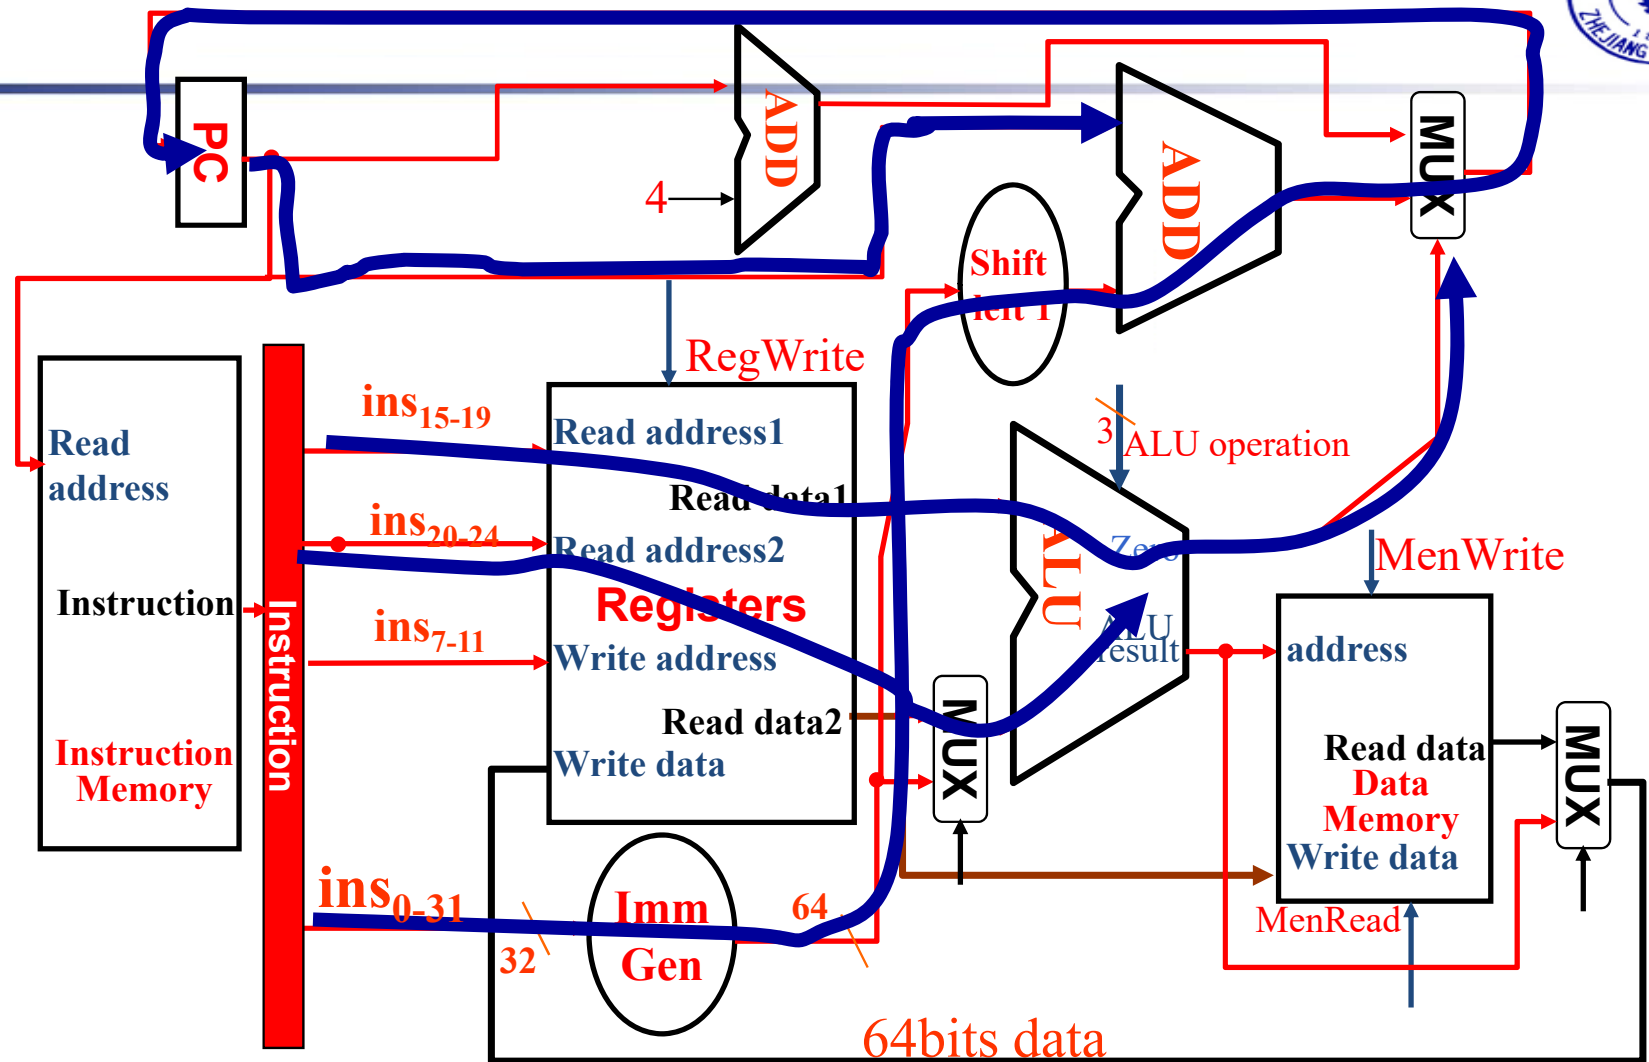 ZHEJIANG
PC
ADD
4
ADD
MUX
Shift
left 1
RegWrite
ins15-19
Read address1
Read data1
3
ALU operation
Read
address
ins20-24
Read address2
Zero
ALU
MenWrite
Instruction
Instruction
Registers
ins7-11
Write address
ALU
result
address
Read data2
MUX
Write data
Instruction
Memory
Read data
Data
Memory
Write data
MUX
ins0-31
Imm
Gen
64
32
MenRead
64bits data